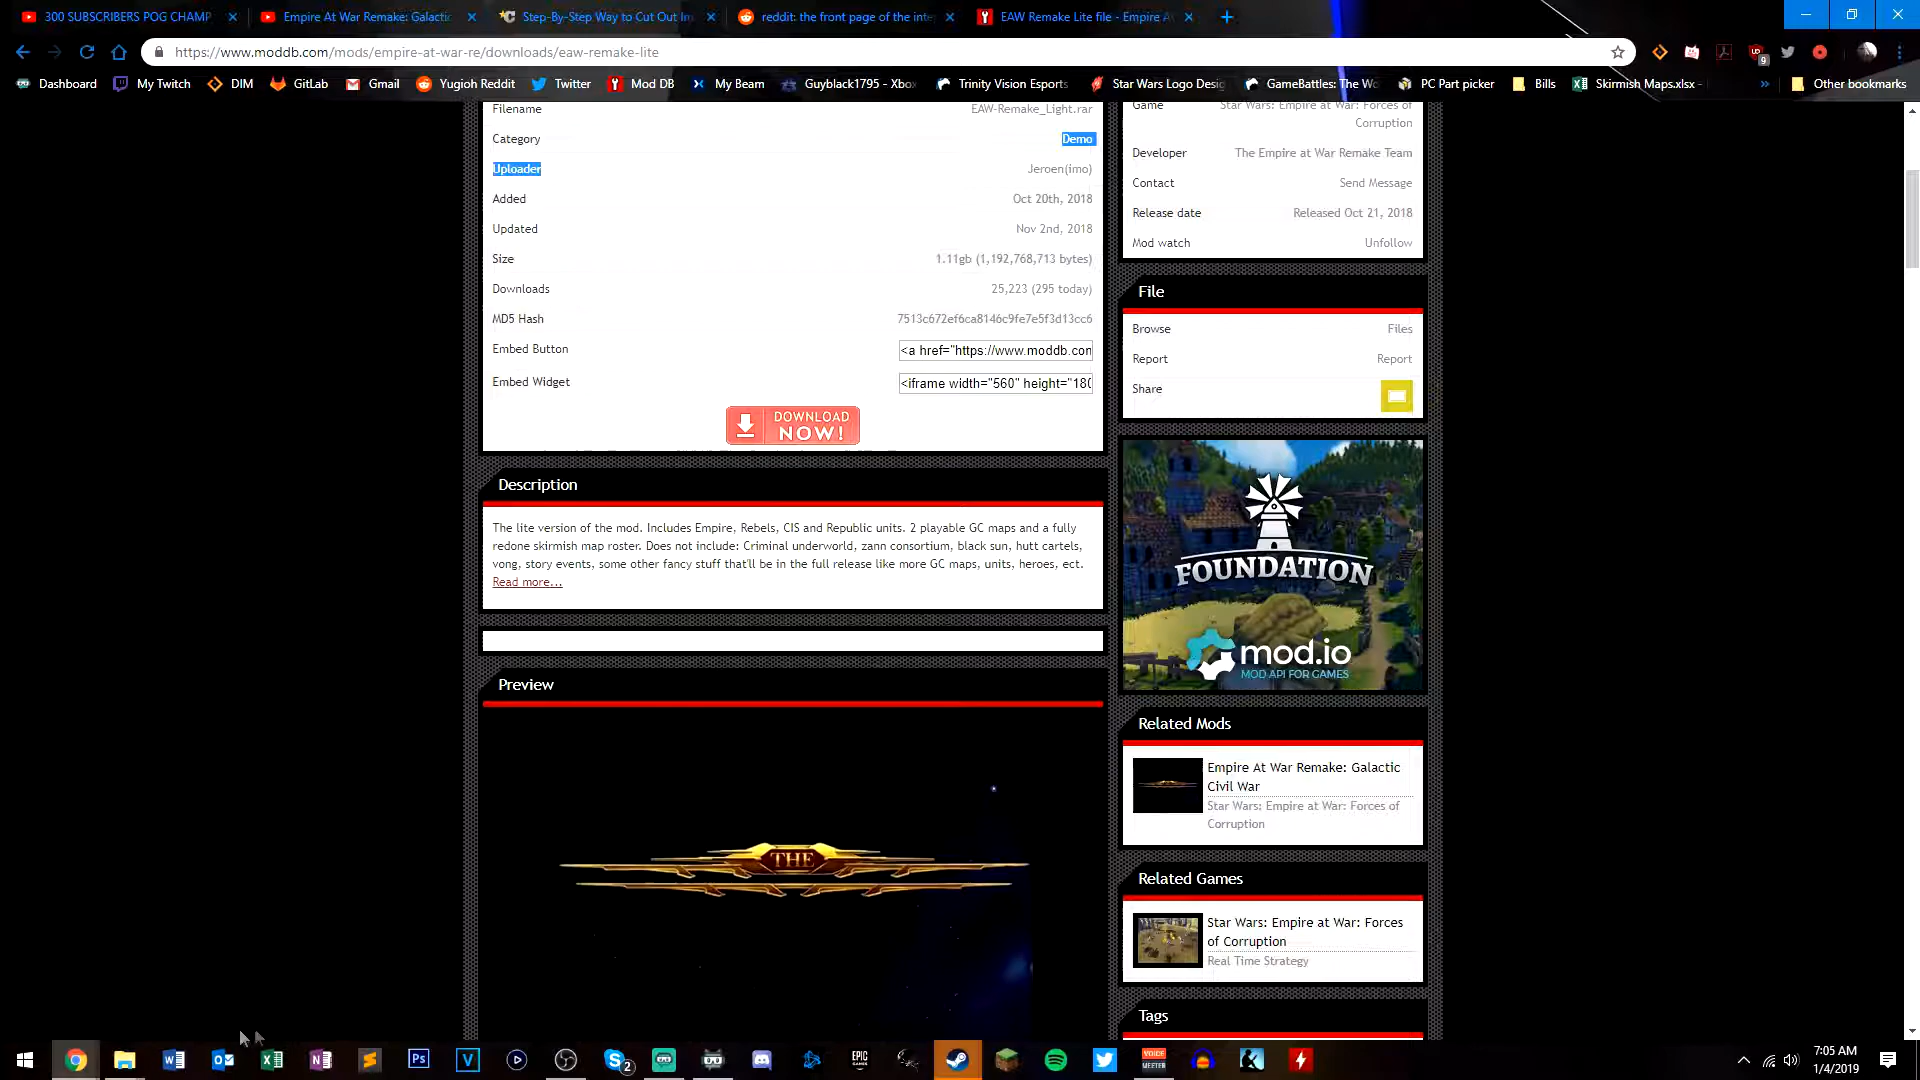 300 SUBSCRIBERS POG CHAMP
Empire At War Remake: Galactic
Step-By-Step Way to Cut Out Im
reddit: the front page of the inte
EAW Remake Lite file - Empire A
https://www.moddb.com/mods/empire-at-war-re/downloads/eaw-remake-lite
9
Dashboard
My Twitch
DIM
GitLab
Gmail
Yugioh Reddit
Twitter
Mod DB
My Beam
Guyblack1795 - Xbo
Trinity Vision Esports
Star Wars Logo Desig
GameBattles: The Wo
PC Part picker
Bills
Skirmish Maps.xlsx -
Other bookmarks
Filename EAW-Remake_Light.rar
Category Demo
Uploader Jeroen(imo)
Added Oct 20th, 2018
Updated Nov 2nd, 2018
Size 1.11gb (1,192,768,713 bytes)
Downloads 25,223 (295 today)
MD5 Hash 7513c672ef6ca8146c9fe7e5f3d13cc6
Embed Button <a href="https://www.moddb.con
Embed Widget <iframe width="560" height="180
DOWNLOAD
NOW!
Description
The lite version of the mod. Includes Empire, Rebels, CIS and Republic units. 2 playable GC maps and a fully
redone skirmish map roster. Does not include: Criminal underworld, zann consortium, black sun, hutt cartels,
vong, story events, some other fancy stuff that'll be in the full release like more GC maps, units, heroes, ect.
Read more...
Preview
THE
Game Star Wars: Empire at War: Forces of
Corruption
Developer The Empire at War Remake Team
Contact Send Message
Release date Released Oct 21, 2018
Mod watch Unfollow
File
Browse Files
Report Report
Share
FOUNDATION
mod.io
MOD API FOR GAMES
Related Mods
Empire At War Remake: Galactic
Civil War
Star Wars: Empire at War: Forces of
Corruption
Related Games
Star Wars: Empire at War: Forces
of Corruption
Real Time Strategy
Tags
Ps
V
2
EPIC
GAMES
VOICE
MEETER
7:05 AM
1/4/2019